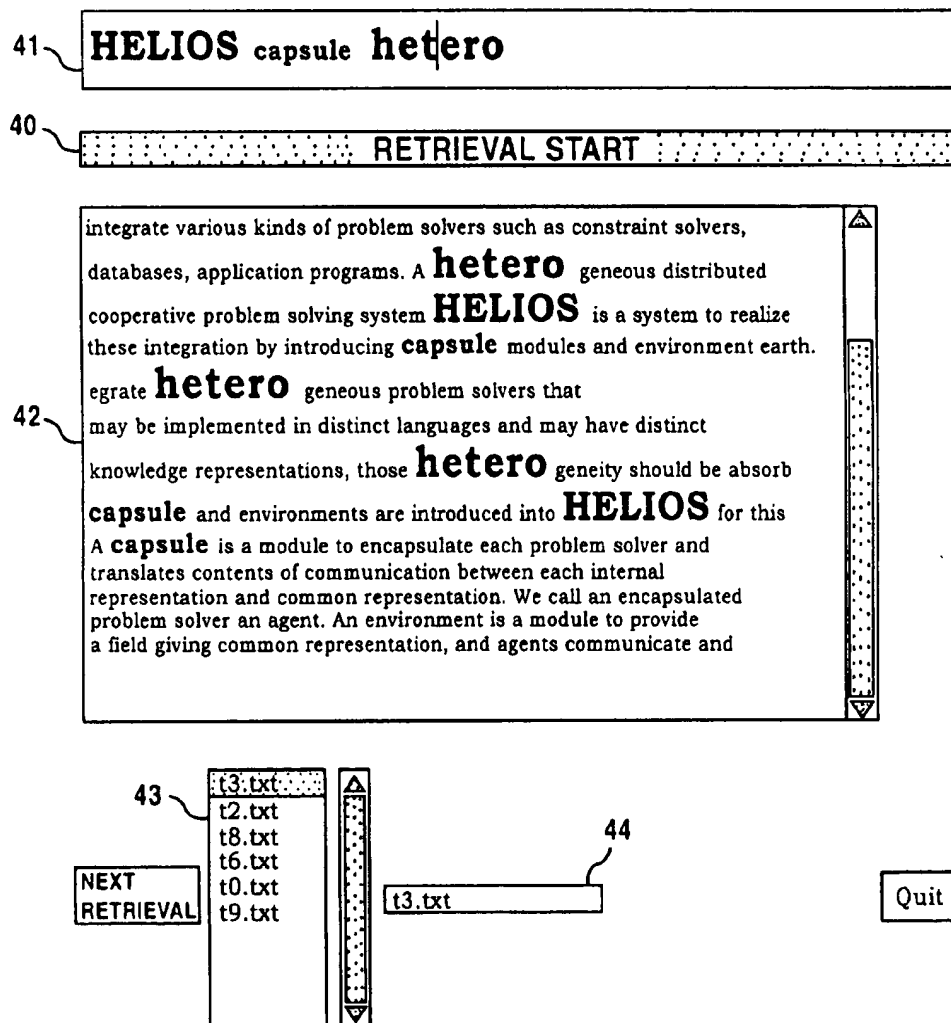 41
HELIOS capsule hetero
40
RETRIEVAL START
integrate various kinds of problem solvers such as constraint solvers,
databases, application programs. A hetero geneous distributed
cooperative problem solving system HELIOS is a system to realize
these integration by introducing capsule modules and environment earth.
egrate hetero geneous problem solvers that
may be implemented in distinct languages and may have distinct
42
knowledge representations, those hetero geneity should be absorb
capsule and environments are introduced into HELIOS for this
A capsule is a module to encapsulate each problem solver and
translates contents of communication between each internal
representation and common representation. We call an encapsulated
problem solver an agent. An environment is a module to provide
a field giving common representation, and agents communicate and
43
t3.txt
t2.txt
t8.txt
t6.txt
t0.txt
t9.txt
NEXT
RETRIEVAL
44
t3.txt
Quit